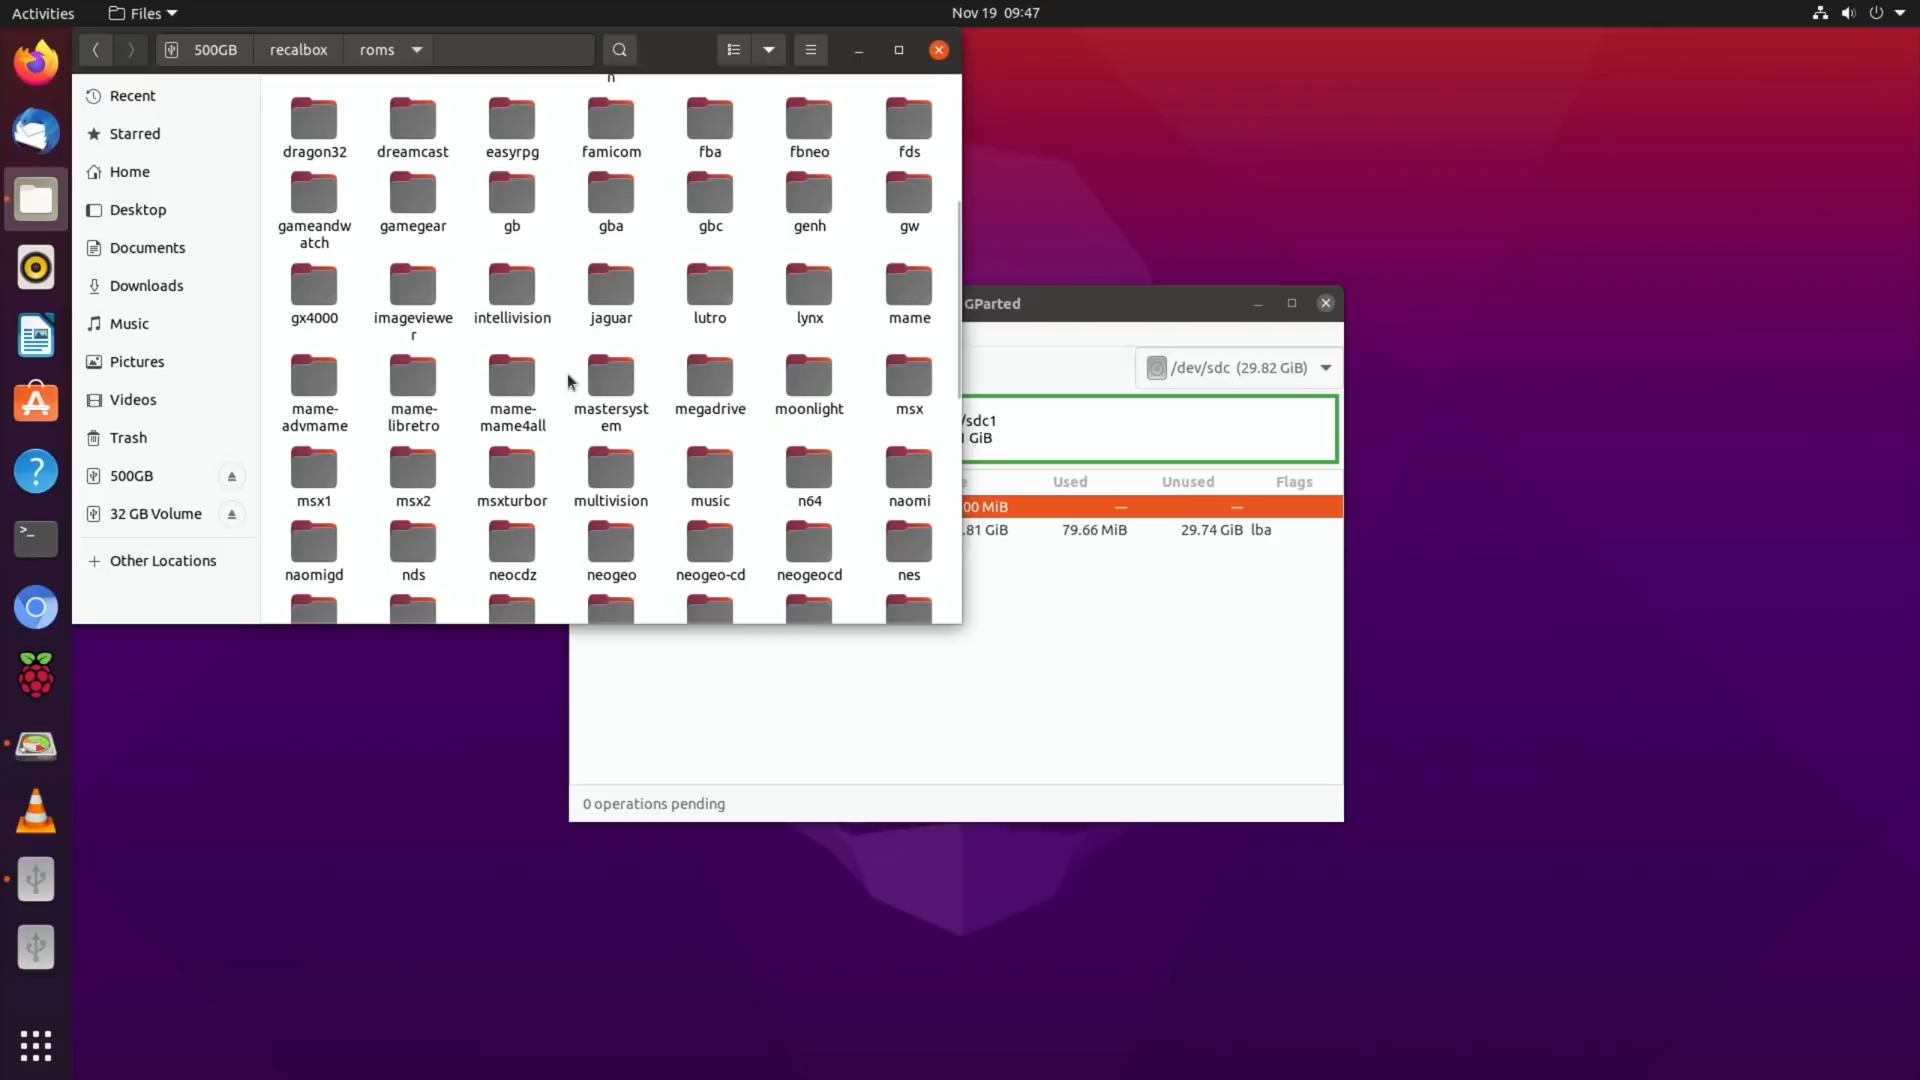 Activities
Files
Nov 19 09:47
500GB
recalbox
roms
Recent
Starred
Home
Desktop
Documents
Downloads
Music
Pictures
Videos
Trash
500GB
32 GB Volume
Other Locations
n
dragon32
dreamcast
easyrpg
famicom
fba
fbneo
fds
gameandw
atch
gamegear
gb
gba
gbc
genh
gw
gx4000
imageviewe
r
intellivision
jaguar
lutro
lynx
mame
mame-
advmame
mame-
libretro
mame-
mame4all
mastersyst
em
megadrive
moonlight
msx
msx1
msx2
msxturbor
multivision
music
n64
naomi
naomigd
nds
neocdz
neogeo
neogeo-cd
neogeocd
nes
GParted
/dev/sdc (29.82 GiB)
/sdc1
GiB
e
Used
Unused
Flags
00 MiB
—
—
.81 GiB
79.66 MiB
29.74 GiB
lba
0 operations pending